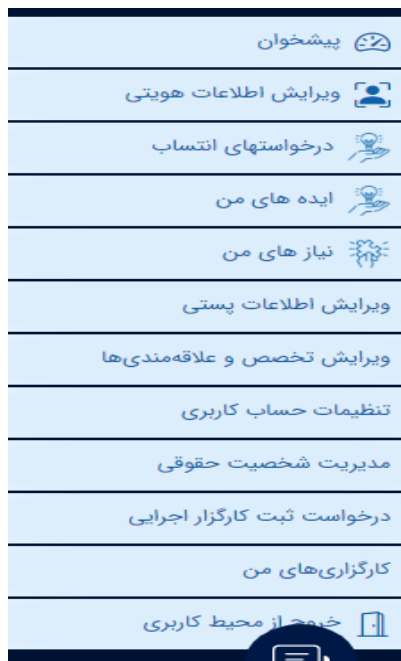 پیشخوان
ویرایش اطلاعات هویتی
درخواستهای انتساب
ایده های من
نیاز های من
ویرایش اطلاعات پستی
ویرایش تخصص و علاقه‌مندی‌ها
تنظیمات حساب کاربری
مدیریت شخصیت حقوقی
درخواست ثبت کارگزار اجرایی
کارگزاری‌های من
خروج از محیط کاربری